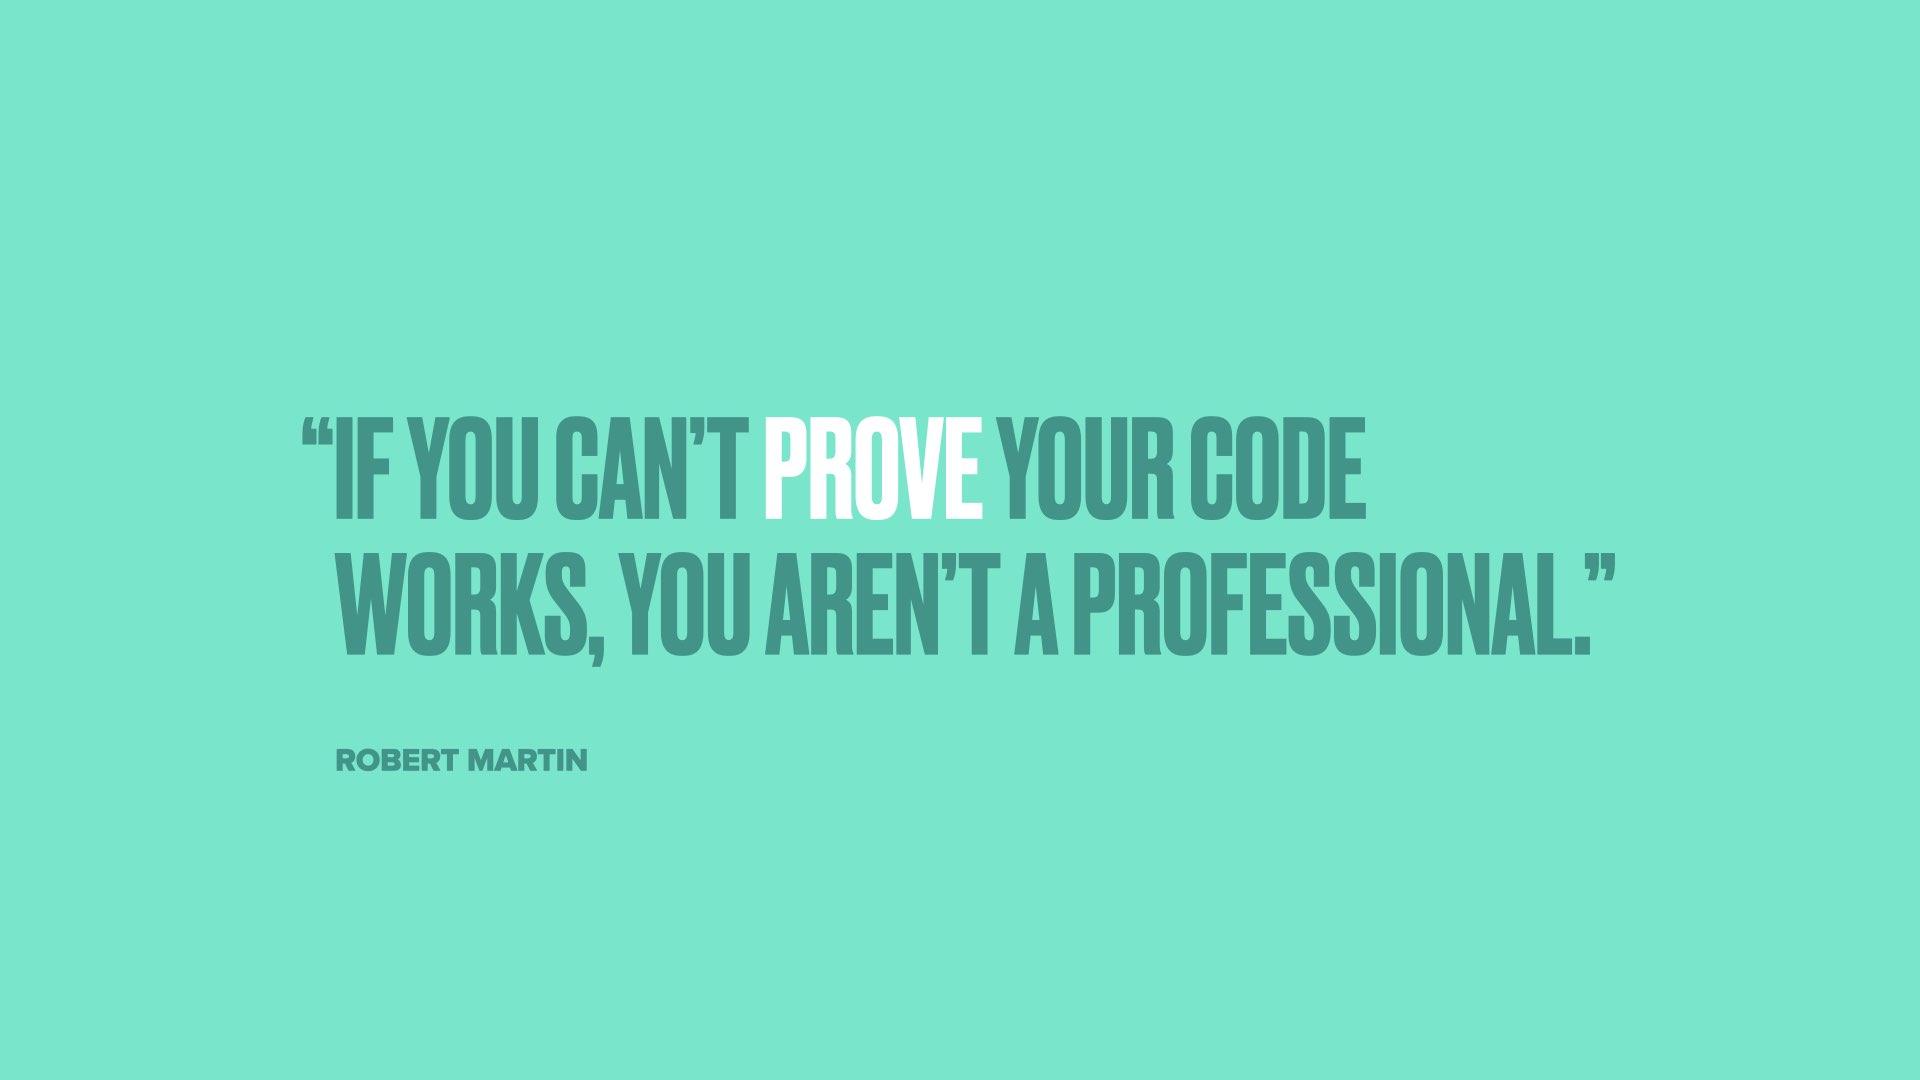 “IF YOU CAN’T PROVE YOUR CODE
WORKS, YOU AREN’T A PROFESSIONAL.”
ROBERT MARTIN